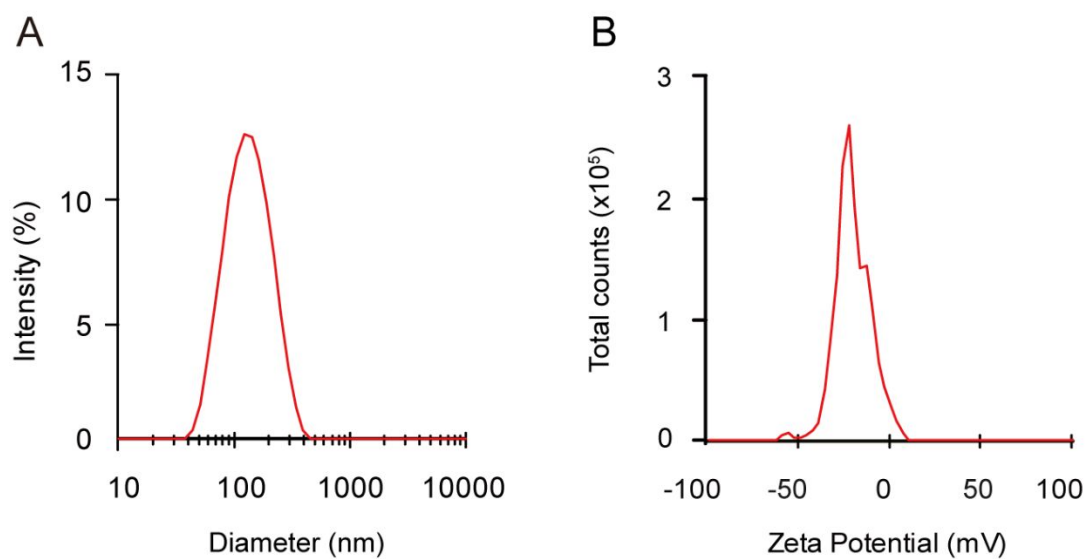 A
15
10
5
0
Intensity (%)
10 100 1000 10000
Diameter (nm)
B
3
2
1
0
Total counts (x10⁵)
-100 -50 0 50 100
Zeta Potential (mV)